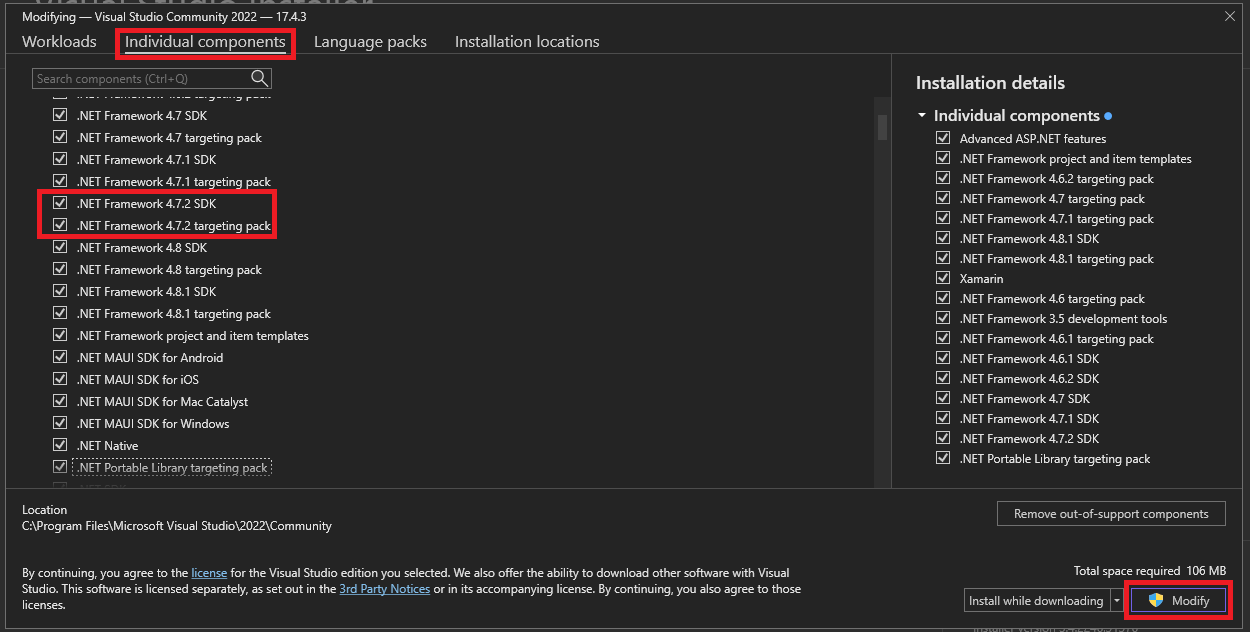 Visual Studio Installer
Modifying — Visual Studio Community 2022 — 17.4.3
Workloads
Individual components
Language packs
Installation locations
Search components (Ctrl+Q)
.NET Framework 4.7 SDK
.NET Framework 4.7 targeting pack
.NET Framework 4.7.1 SDK
.NET Framework 4.7.1 targeting pack
.NET Framework 4.7.2 SDK
.NET Framework 4.7.2 targeting pack
.NET Framework 4.8 SDK
.NET Framework 4.8 targeting pack
.NET Framework 4.8.1 SDK
.NET Framework 4.8.1 targeting pack
.NET Framework project and item templates
.NET MAUI SDK for Android
.NET MAUI SDK for iOS
.NET MAUI SDK for Mac Catalyst
.NET MAUI SDK for Windows
.NET Native
.NET Portable Library targeting pack
Installation details
Individual components
Advanced ASP.NET features
.NET Framework project and item templates
.NET Framework 4.6.2 targeting pack
.NET Framework 4.7 targeting pack
.NET Framework 4.7.1 targeting pack
.NET Framework 4.8.1 SDK
.NET Framework 4.8.1 targeting pack
Xamarin
.NET Framework 4.6 targeting pack
.NET Framework 3.5 development tools
.NET Framework 4.6.1 targeting pack
.NET Framework 4.6.1 SDK
.NET Framework 4.6.2 SDK
.NET Framework 4.7 SDK
.NET Framework 4.7.1 SDK
.NET Framework 4.7.2 SDK
.NET Portable Library targeting pack
Location
C:\Program Files\Microsoft Visual Studio\2022\Community
Remove out-of-support components
By continuing, you agree to the license for the Visual Studio edition you selected. We also offer the ability to download other software with Visual
Studio. This software is licensed separately, as set out in the 3rd Party Notices or in its accompanying license. By continuing, you also agree to those
licenses.
Total space required 106 MB
Install while downloading
Modify